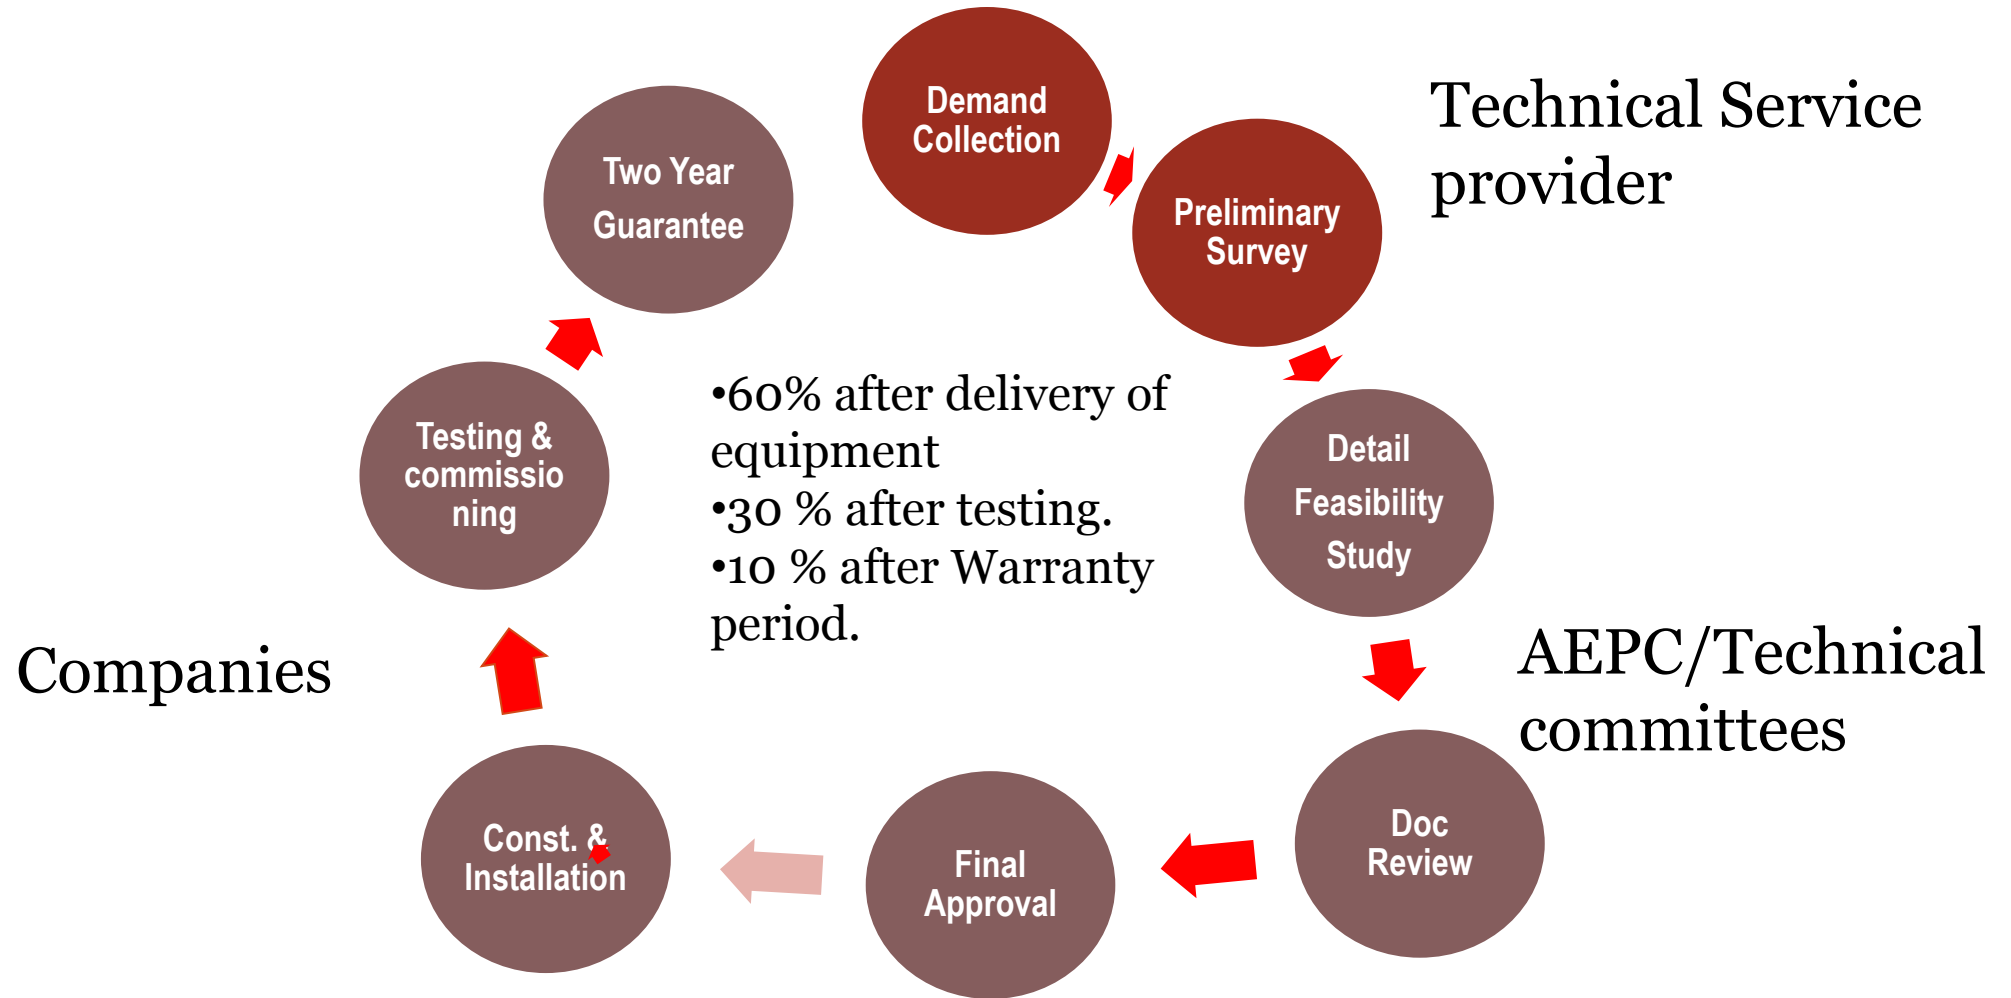 Demand
Collection
Preliminary
Survey
Technical Service
provider
Detail
Feasibility
Study
AEPC/Technical
committees
Doc
Review
Final
Approval
Const. &
Installation
Companies
Testing &
commissio
ning
Two Year
Guarantee
•60% after delivery of
equipment
•30 % after testing.
•10 % after Warranty
period.